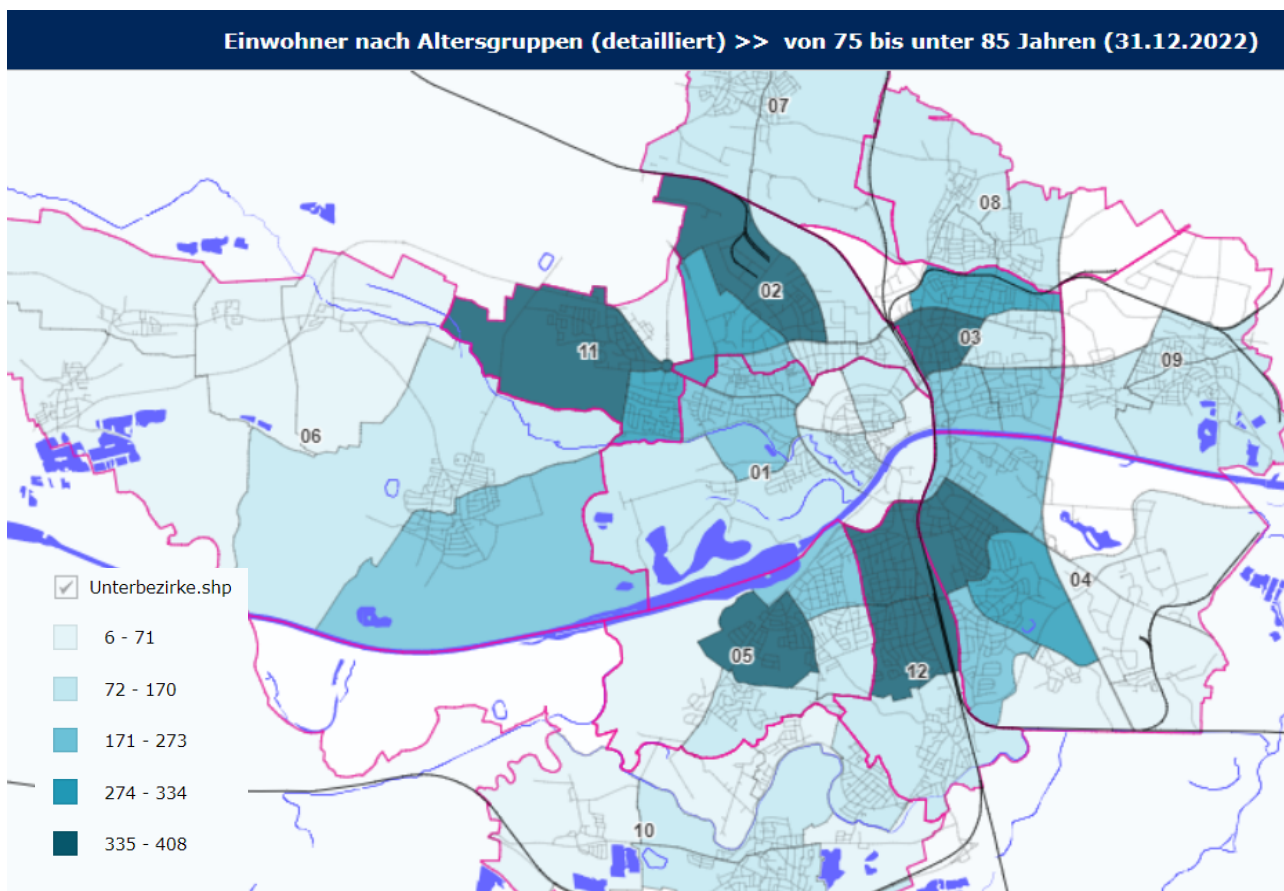 Einwohner nach Altersgruppen (detailliert) >> von 75 bis unter 85 Jahren (31.12.2022)
07
08
02
03
11
09
06
01
04
05
12
10
Unterbezirke.shp
6 - 71
72 - 170
171 - 273
274 - 334
335 - 408